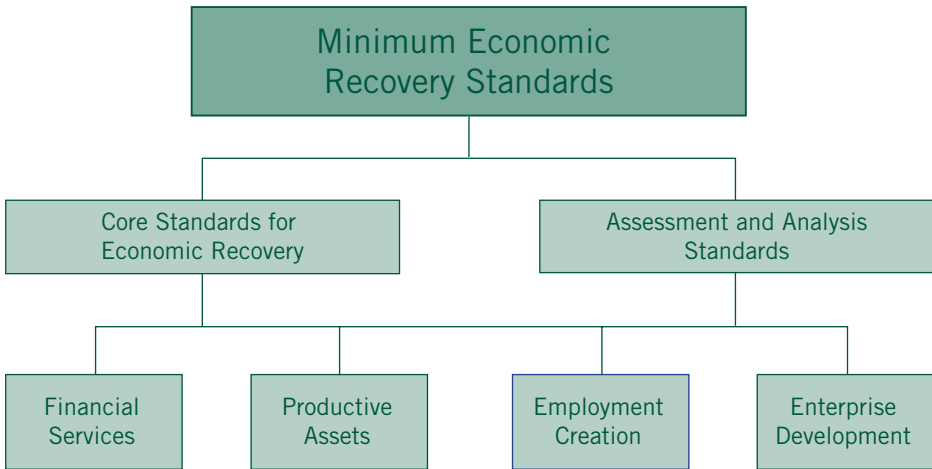 Minimum Economic
Recovery Standards
Core Standards for
Economic Recovery
Assessment and Analysis
Standards
Financial
Services
Productive
Assets
Employment
Creation
Enterprise
Development